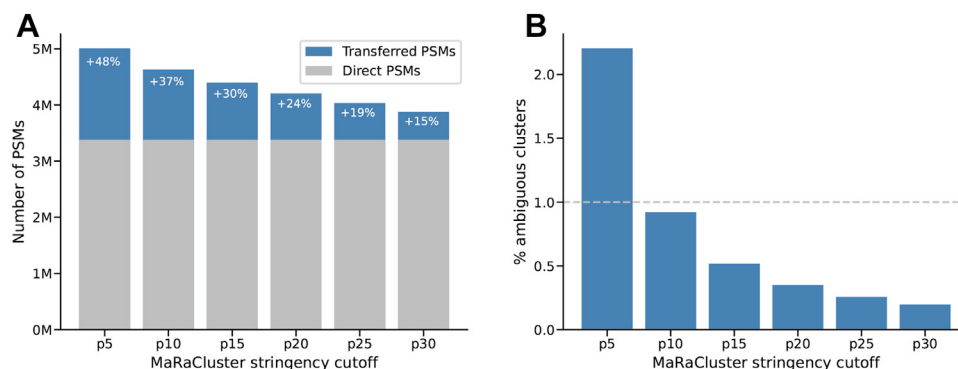 A
Number of PSMs
5M
4M
3M
2M
1M
0M
+48%
+37%
+30%
+24%
+19%
+15%
Transferred PSMs
Direct PSMs
p5 p10 p15 p20 p25 p30
MaRaCluster stringency cutoff
B
% ambiguous clusters
2.0
1.5
1.0
0.5
0.0
p5 p10 p15 p20 p25 p30
MaRaCluster stringency cutoff